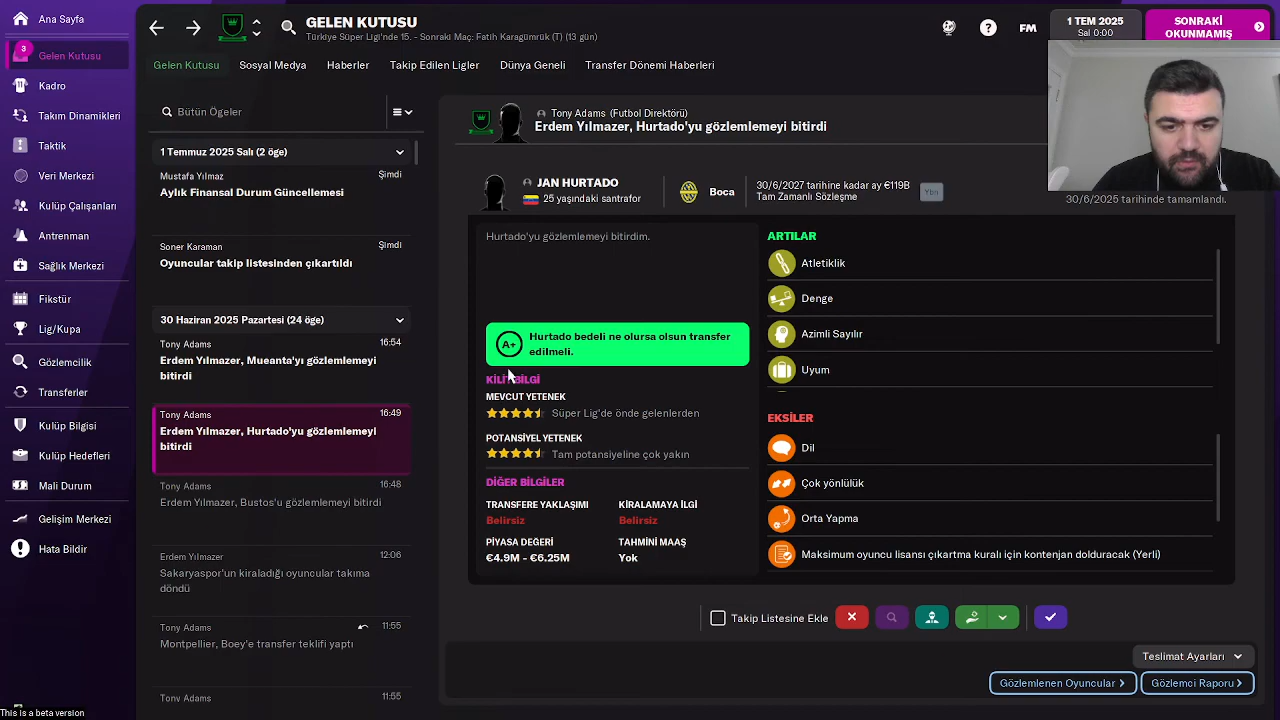 Ana Sayfa
3
Gelen Kutusu
Kadro
Takım Dinamikleri
Taktik
Veri Merkezi
Kulüp Çalışanları
Antrenman
Sağlık Merkezi
Fikstür
Lig/Kupa
Gözlemcilik
Transferler
Kulüp Bilgisi
Kulüp Hedefleri
Mali Durum
Gelişim Merkezi
Hata Bildir
This is a beta version
GELEN KUTUSU
Türkiye Süper Ligi'nde 15. - Sonraki Maç: Fatih Karagümrük (T) (13 gün)
FM
1 TEM 2025
Sal 0:00
SONRAKİ
OKUNMAMIŞ
Gelen Kutusu
Sosyal Medya
Haberler
Takip Edilen Ligler
Dünya Geneli
Transfer Dönemi Haberleri
Bütün Ögeler
1 Temmuz 2025 Salı (2 öge)
Mustafa Yılmaz
Şimdi
Aylık Finansal Durum Güncellemesi
Soner Karaman
Şimdi
Oyuncular takip listesinden çıkartıldı
30 Haziran 2025 Pazartesi (24 öge)
Tony Adams
16:54
Erdem Yılmazer, Mueanta'yı gözlemlemeyi
bitirdi
Tony Adams
16:49
Erdem Yılmazer, Hurtado'yu gözlemlemeyi
bitirdi
Tony Adams
16:48
Erdem Yılmazer, Bustos'u gözlemlemeyi bitirdi
Erdem Yılmazer
12:06
Sakaryaspor'un kiraladığı oyuncular takıma
döndü
Tony Adams
11:55
Montpellier, Boey'e transfer teklifi yaptı
Tony Adams
11:55
Tony Adams (Futbol Direktörü)
Erdem Yılmazer, Hurtado'yu gözlemlemeyi bitirdi
JAN HURTADO
25 yaşındaki santrafor
Boca
30/6/2027 tarihine kadar ay €119B
Tam Zamanlı Sözleşme
Ybn
30/6/2025 tarihinde tamamlandı.
Hurtado'yu gözlemlemeyi bitirdim.
A+
Hurtado bedeli ne olursa olsun transfer
edilmeli.
KİLİT BİLGİ
MEVCUT YETENEK
Süper Lig'de önde gelenlerden
POTANSİYEL YETENEK
Tam potansiyeline çok yakın
DİĞER BİLGİLER
TRANSFERE YAKLAŞIMI
KİRALAMAYA İLGİ
Belirsiz
Belirsiz
PİYASA DEĞERİ
TAHMİNİ MAAŞ
€4.9M - €6.25M
Yok
ARTILAR
Atletiklik
Denge
Azimli Sayılır
Uyum
EKSİLER
Dil
Çok yönlülük
Orta Yapma
Maksimum oyuncu lisansı çıkartma kuralı için kontenjan dolduracak (Yerli)
Takip Listesine Ekle
Teslimat Ayarları
Gözlemlenen Oyuncular
Gözlemci Raporu